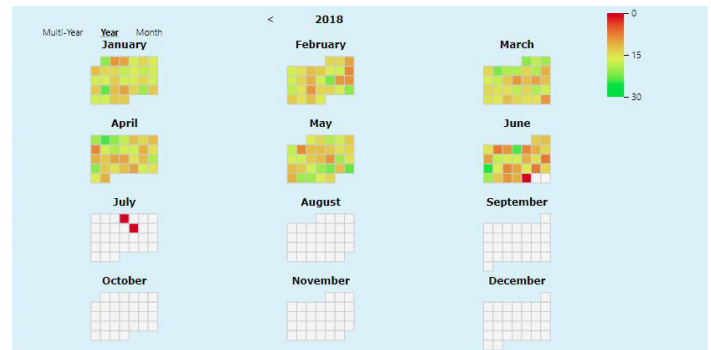 < 2018
Multi-Year Year Month
January February March
0
15
30
April May June
July August September
October November December